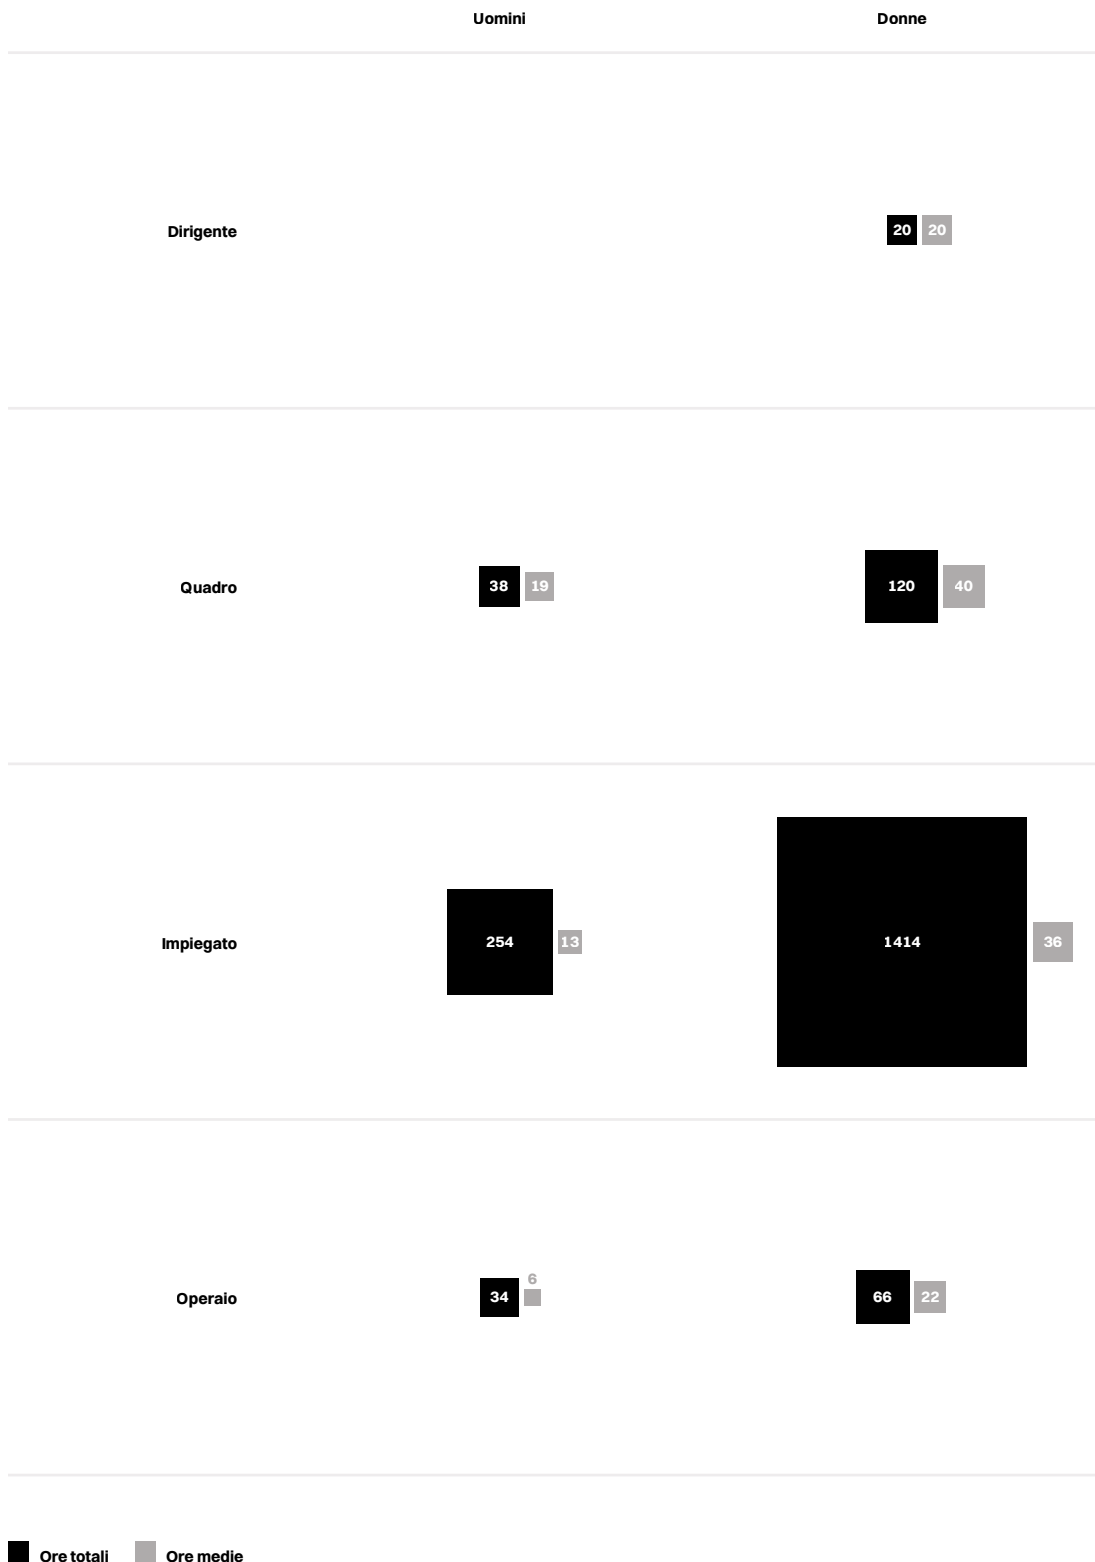 Uomini Donne
Dirigente 20 20
Quadro 38 19 120 40
Impiegato 254 13 1414 36
6
Operaio 34 66 22
Ore totali Ore medie